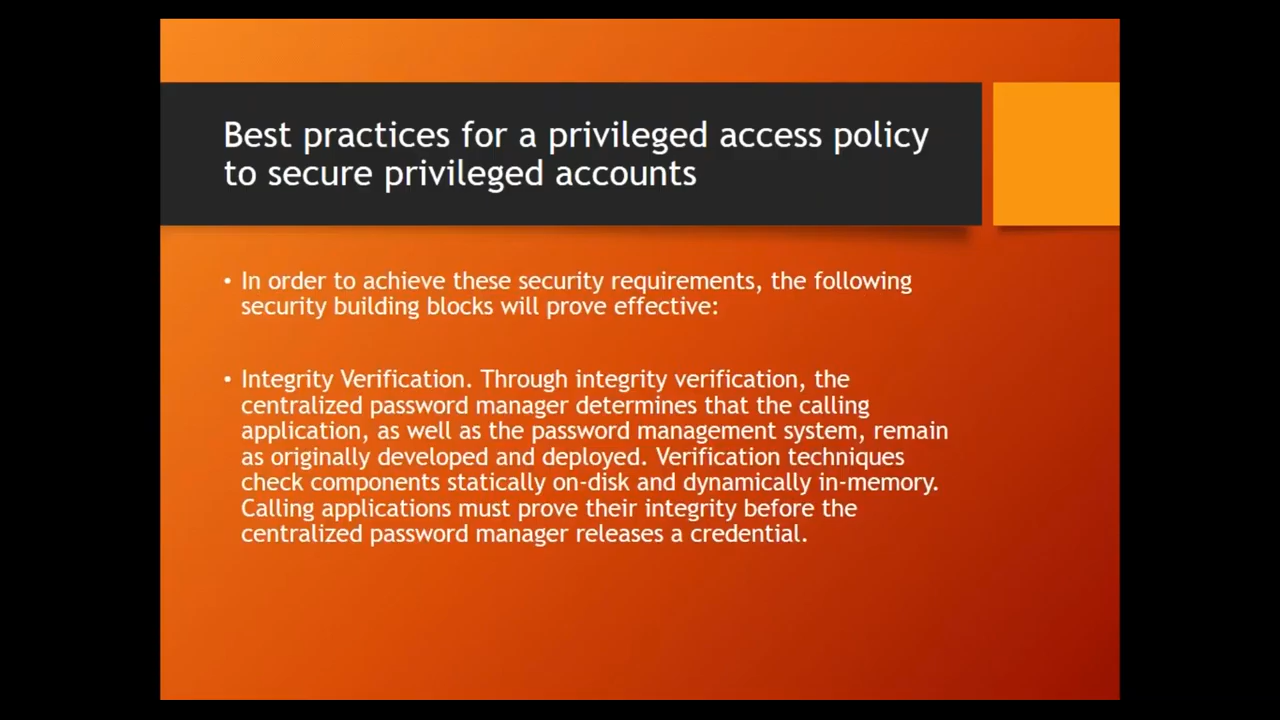 Best practices for a privileged access policy
to secure privileged accounts
• In order to achieve these security requirements, the following
security building blocks will prove effective:
• Integrity Verification. Through integrity verification, the
centralized password manager determines that the calling
application, as well as the password management system, remain
as originally developed and deployed. Verification techniques
check components statically on-disk and dynamically in-memory.
Calling applications must prove their integrity before the
centralized password manager releases a credential.